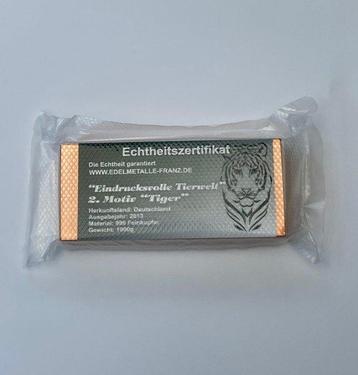 Echtheitszertifikat
Die Echtheit garantiert
WWW.EDELMETALLE-FRANZ.DE
"Eindrucksvolle Tierwelt"
2. Motiv "Tiger"
Herkunftsland: Deutschland
Ausgabejahr: 2013
Material: 999 Feinkupfer
Gewicht: 1000g